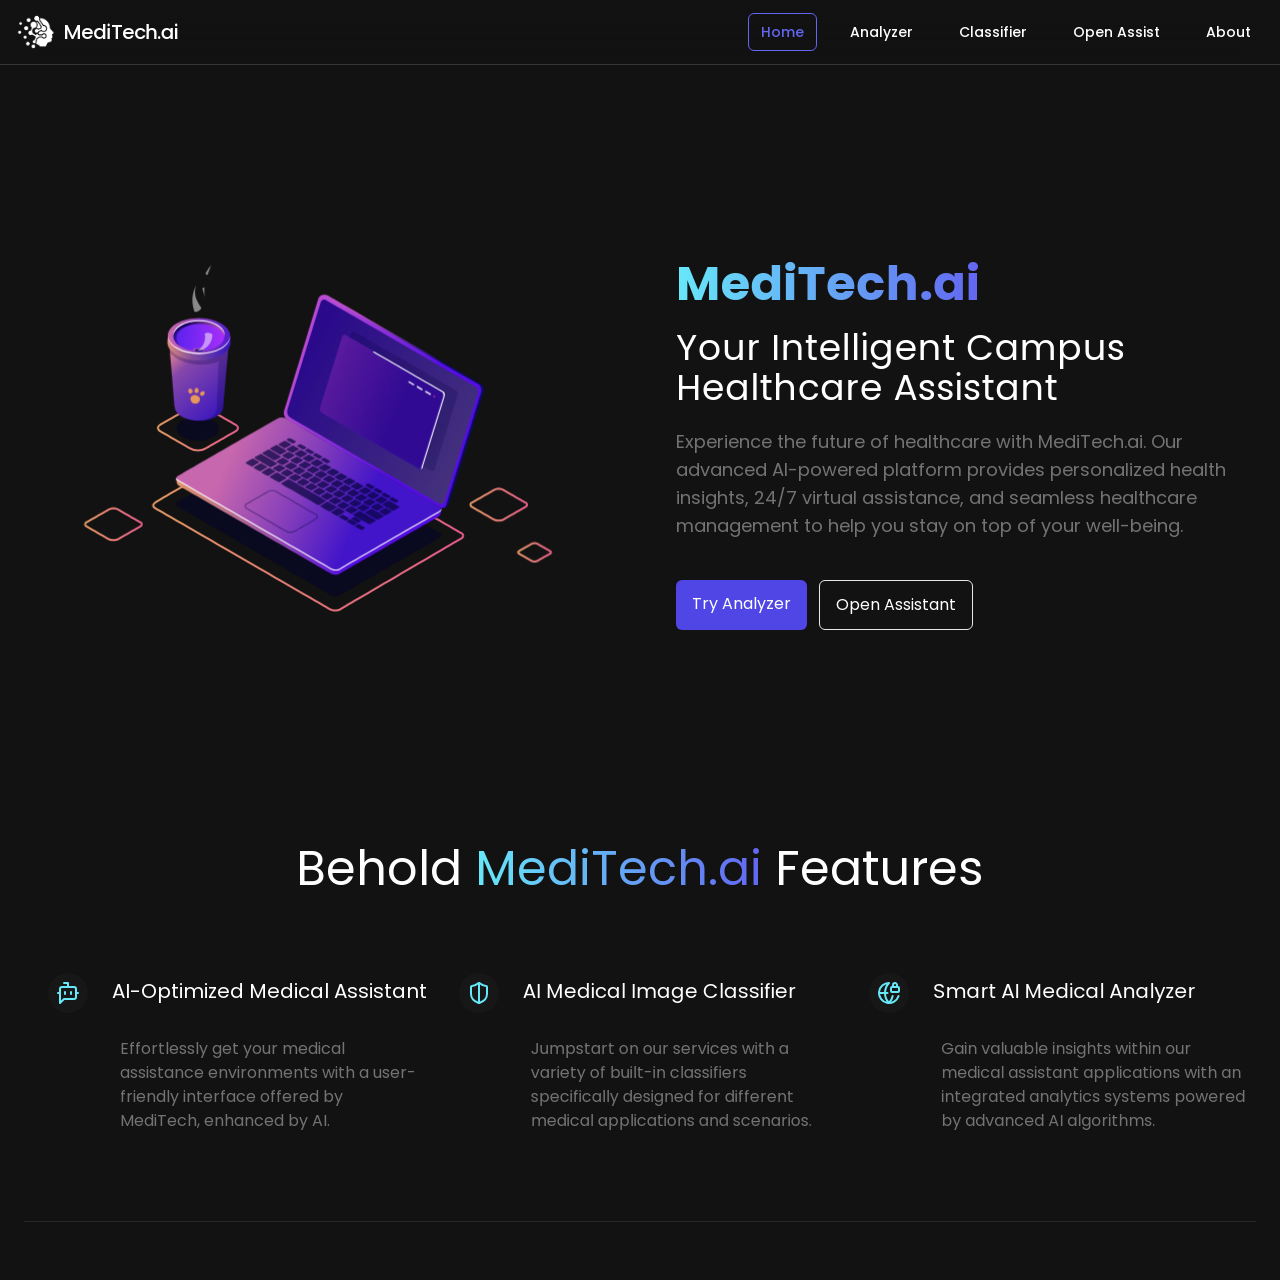 MediTech.ai
Home
Analyzer
Classifier
Open Assist
About
MediTech.ai
Your Intelligent Campus
Healthcare Assistant
Experience the future of healthcare with MediTech.ai. Our
advanced AI-powered platform provides personalized health
insights, 24/7 virtual assistance, and seamless healthcare
management to help you stay on top of your well-being.
Try Analyzer
Open Assistant
Behold MediTech.ai Features
AI-Optimized Medical Assistant
Effortlessly get your medical
assistance environments with a user-
friendly interface offered by
MediTech, enhanced by AI.
AI Medical Image Classifier
Jumpstart on our services with a
variety of built-in classifiers
specifically designed for different
medical applications and scenarios.
Smart AI Medical Analyzer
Gain valuable insights within our
medical assistant applications with an
integrated analytics systems powered
by advanced AI algorithms.